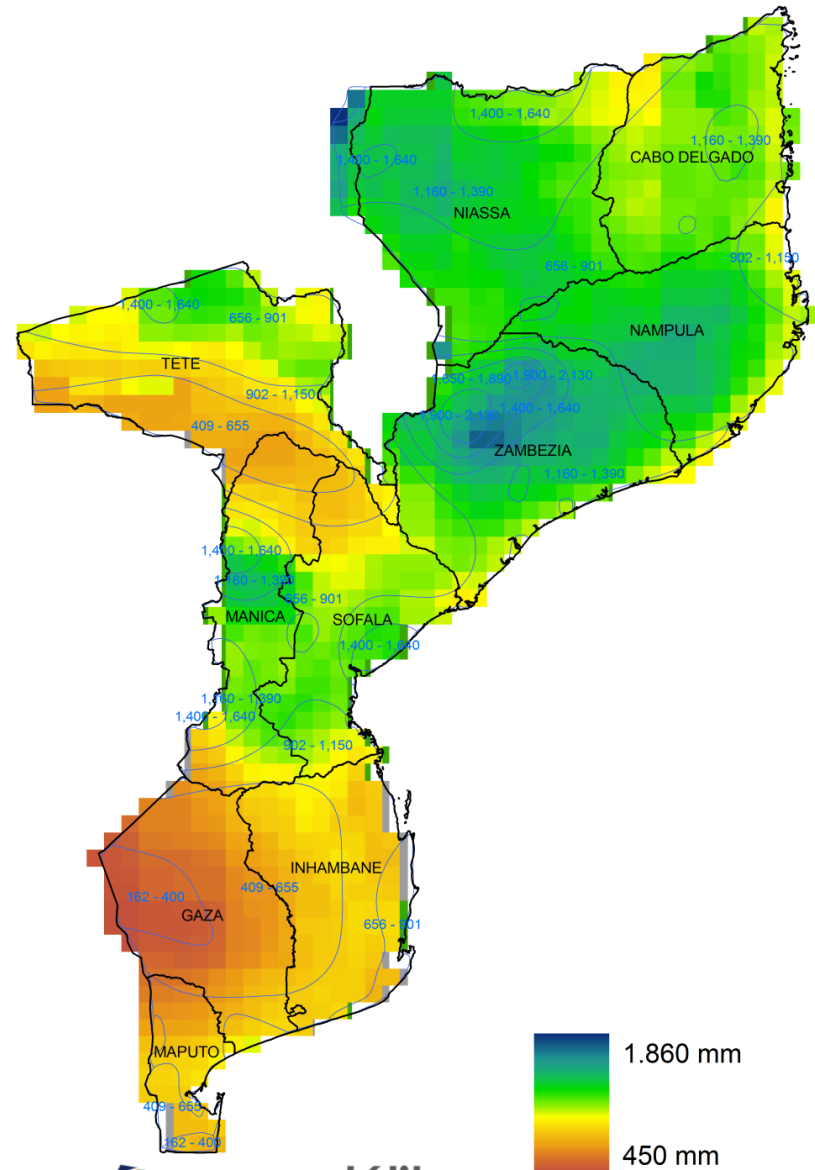 1,400 - 1,640
1,160 - 1,390
CABO DELGADO
1,400 - 1,640
1,160 - 1,390
NIASSA
902 - 1,150
656 - 901
1,400 - 1,640
656 - 901
NAMPULA
TETE
1,650 - 1,890
1,900 - 2,130
902 - 1,150
1,900 - 2,130
1,400 - 1,640
409 - 655
ZAMBEZIA
1,160 - 1,390
1,400 - 1,640
1,160 - 1,390
656 - 901
MANICA
SOFALA
1,400 - 1,640
1,160 - 1,390
1,400 - 1,640
902 - 1,150
INHAMBANE
409 - 655
162 - 400
GAZA
656 - 901
MAPUTO
1.860 mm
409 - 655
162 - 400
450 mm